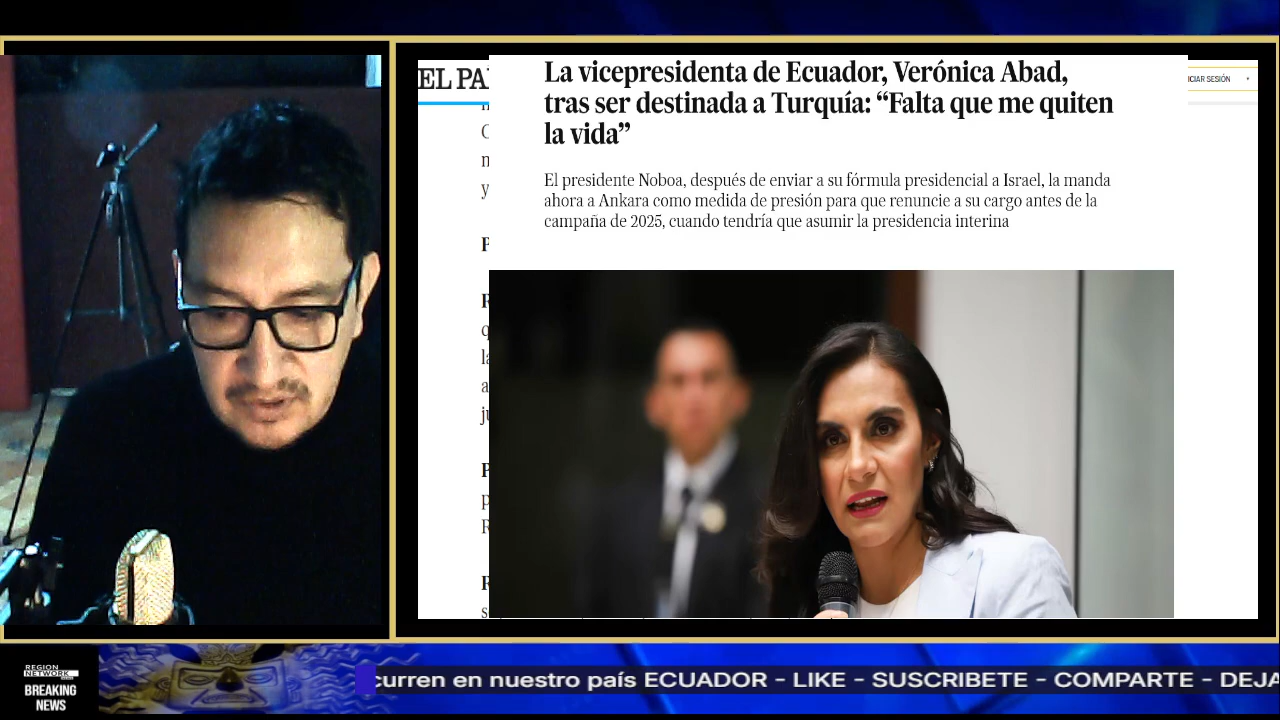 EL PA
La vicepresidenta de Ecuador, Verónica Abad,
tras ser destinada a Turquía: “Falta que me quiten
la vida”
CIAR SESIÓN
El presidente Noboa, después de enviar a su fórmula presidencial a Israel, la manda
ahora a Ankara como medida de presión para que renuncie a su cargo antes de la
campaña de 2025, cuando tendría que asumir la presidencia interina
y
P
R
q
la
a
P
p
R
R
s
REGION
NETWORK
BREAKING
NEWS
curren en nuestro país ECUADOR - LIKE - SUSCRIBETE - COMPARTE - DEJA